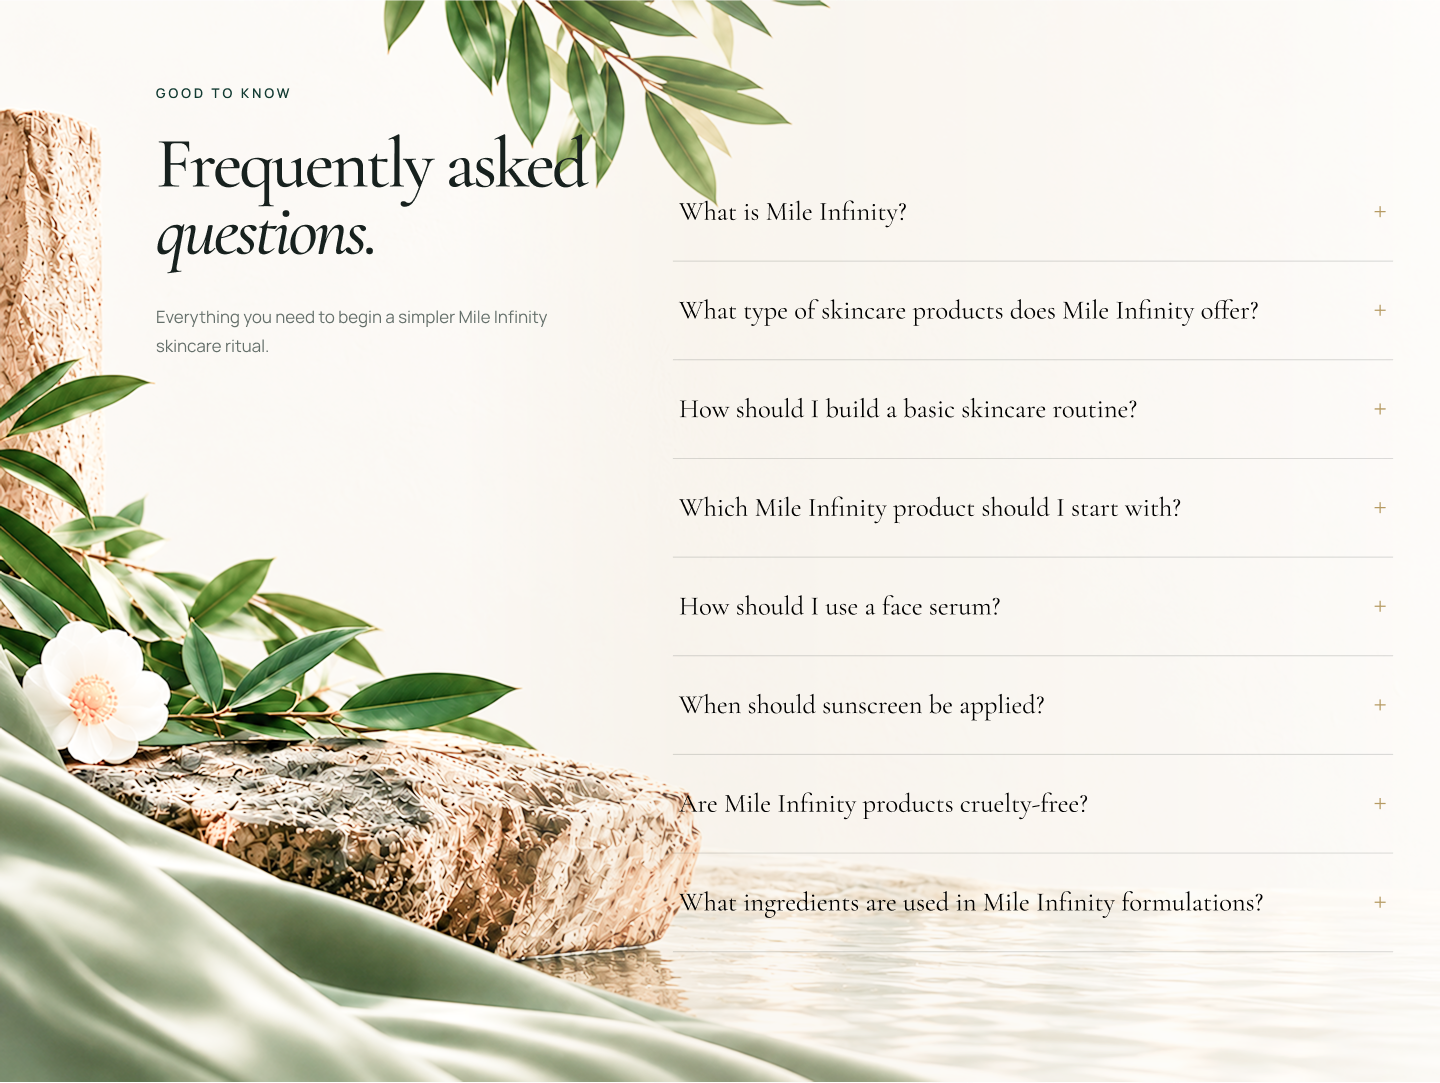 GOOD TO KNOW
Frequently asked
questions.
Everything you need to begin a simpler Mile Infinity
skincare ritual.
What is Mile Infinity?
+
What type of skincare products does Mile Infinity offer?
+
How should I build a basic skincare routine?
+
Which Mile Infinity product should I start with?
+
How should I use a face serum?
+
When should sunscreen be applied?
+
Are Mile Infinity products cruelty-free?
+
What ingredients are used in Mile Infinity formulations?
+